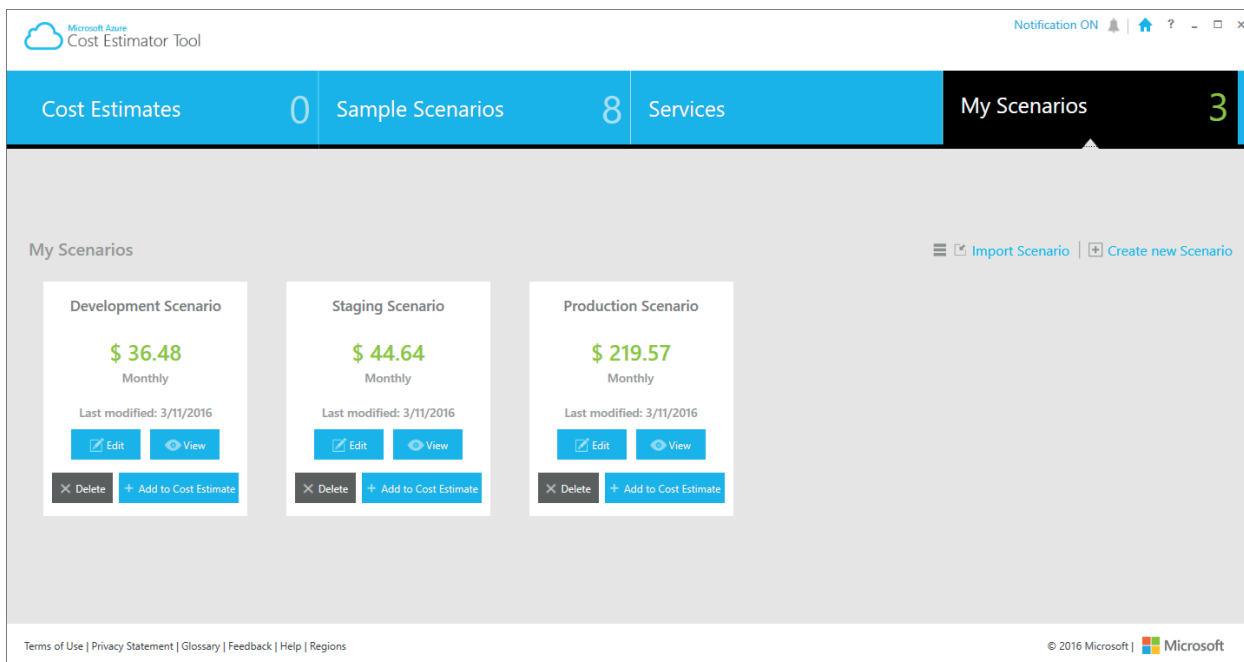 Microsoft Azure
Cost Estimator Tool
Notification ON
Cost Estimates 0
Sample Scenarios 8
Services
My Scenarios 3
My Scenarios
Import Scenario | Create new Scenario
Development Scenario
$ 36.48
Monthly
Last modified: 3/11/2016
Edit View
Delete + Add to Cost Estimate
Staging Scenario
$ 44.64
Monthly
Last modified: 3/11/2016
Edit View
Delete + Add to Cost Estimate
Production Scenario
$ 219.57
Monthly
Last modified: 3/11/2016
Edit View
Delete + Add to Cost Estimate
Terms of Use | Privacy Statement | Glossary | Feedback | Help | Regions
© 2016 Microsoft | Microsoft